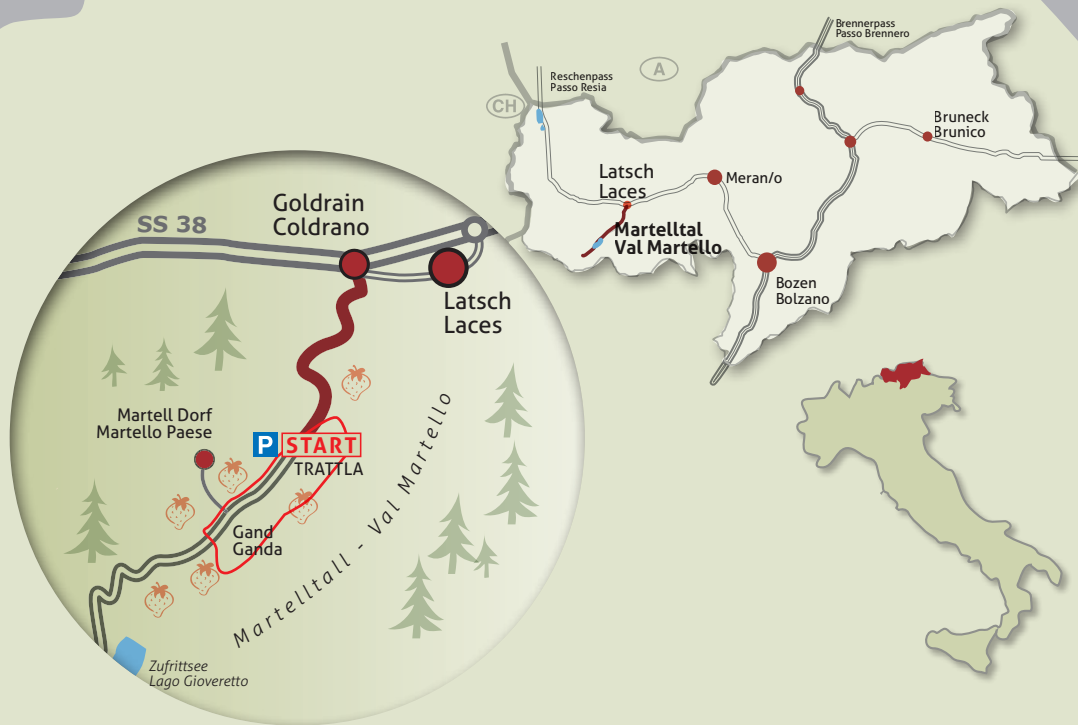 Brennerpass
Passo Brennero
A
Reschenpass
Passo Resia
CH
Bruneck
Brunico
Latsch
Laces
Meran/o
Martelltal
Val Martello
Bozen
Bolzano
Goldrain
Coldrano
SS 38
Latsch
Laces
Martell Dorf
Martello Paese
P START
TRATTLA
Gand
Ganda
Martelltall - Val Martello
Zufrittsee
Lago Gioveretto